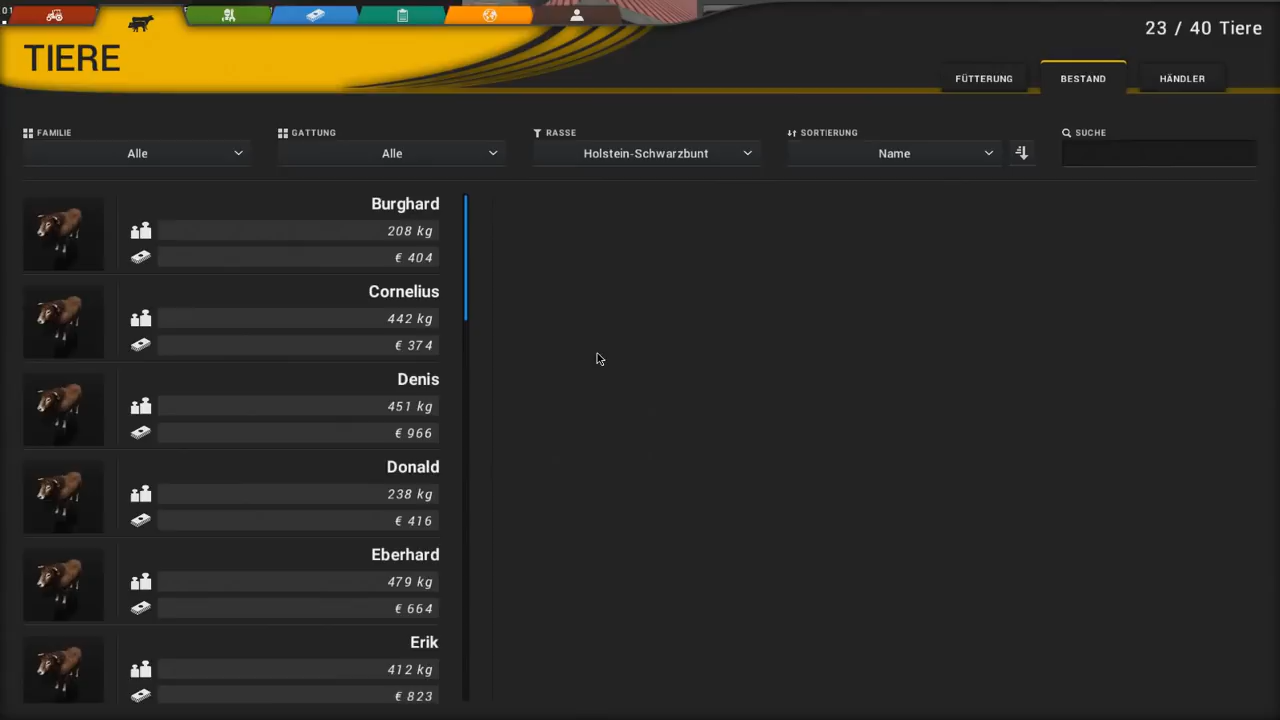 23 / 40 Tiere
TIERE
FÜTTERUNG
BESTAND
HÄNDLER
FAMILIE
GATTUNG
RASSE
SORTIERUNG
SUCHE
Alle
Alle
Holstein-Schwarzbunt
Name
Burghard
208 kg
€ 404
Cornelius
442 kg
€ 374
Denis
451 kg
€ 966
Donald
238 kg
€ 416
Eberhard
479 kg
€ 664
Erik
412 kg
€ 823